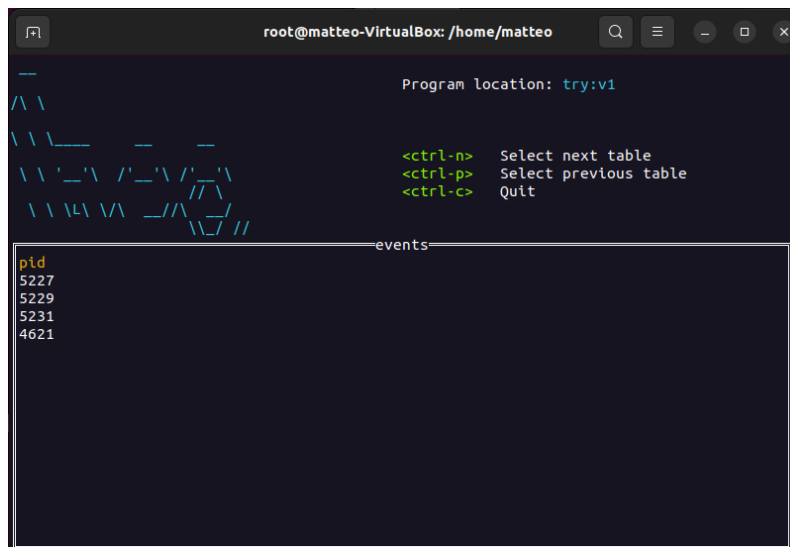 root@matteo-VirtualBox: /home/matteo
Program location: try:v1
<ctrl-n> Select next table
<ctrl-p> Select previous table
<ctrl-c> Quit
events
pid
5227
5229
5231
4621